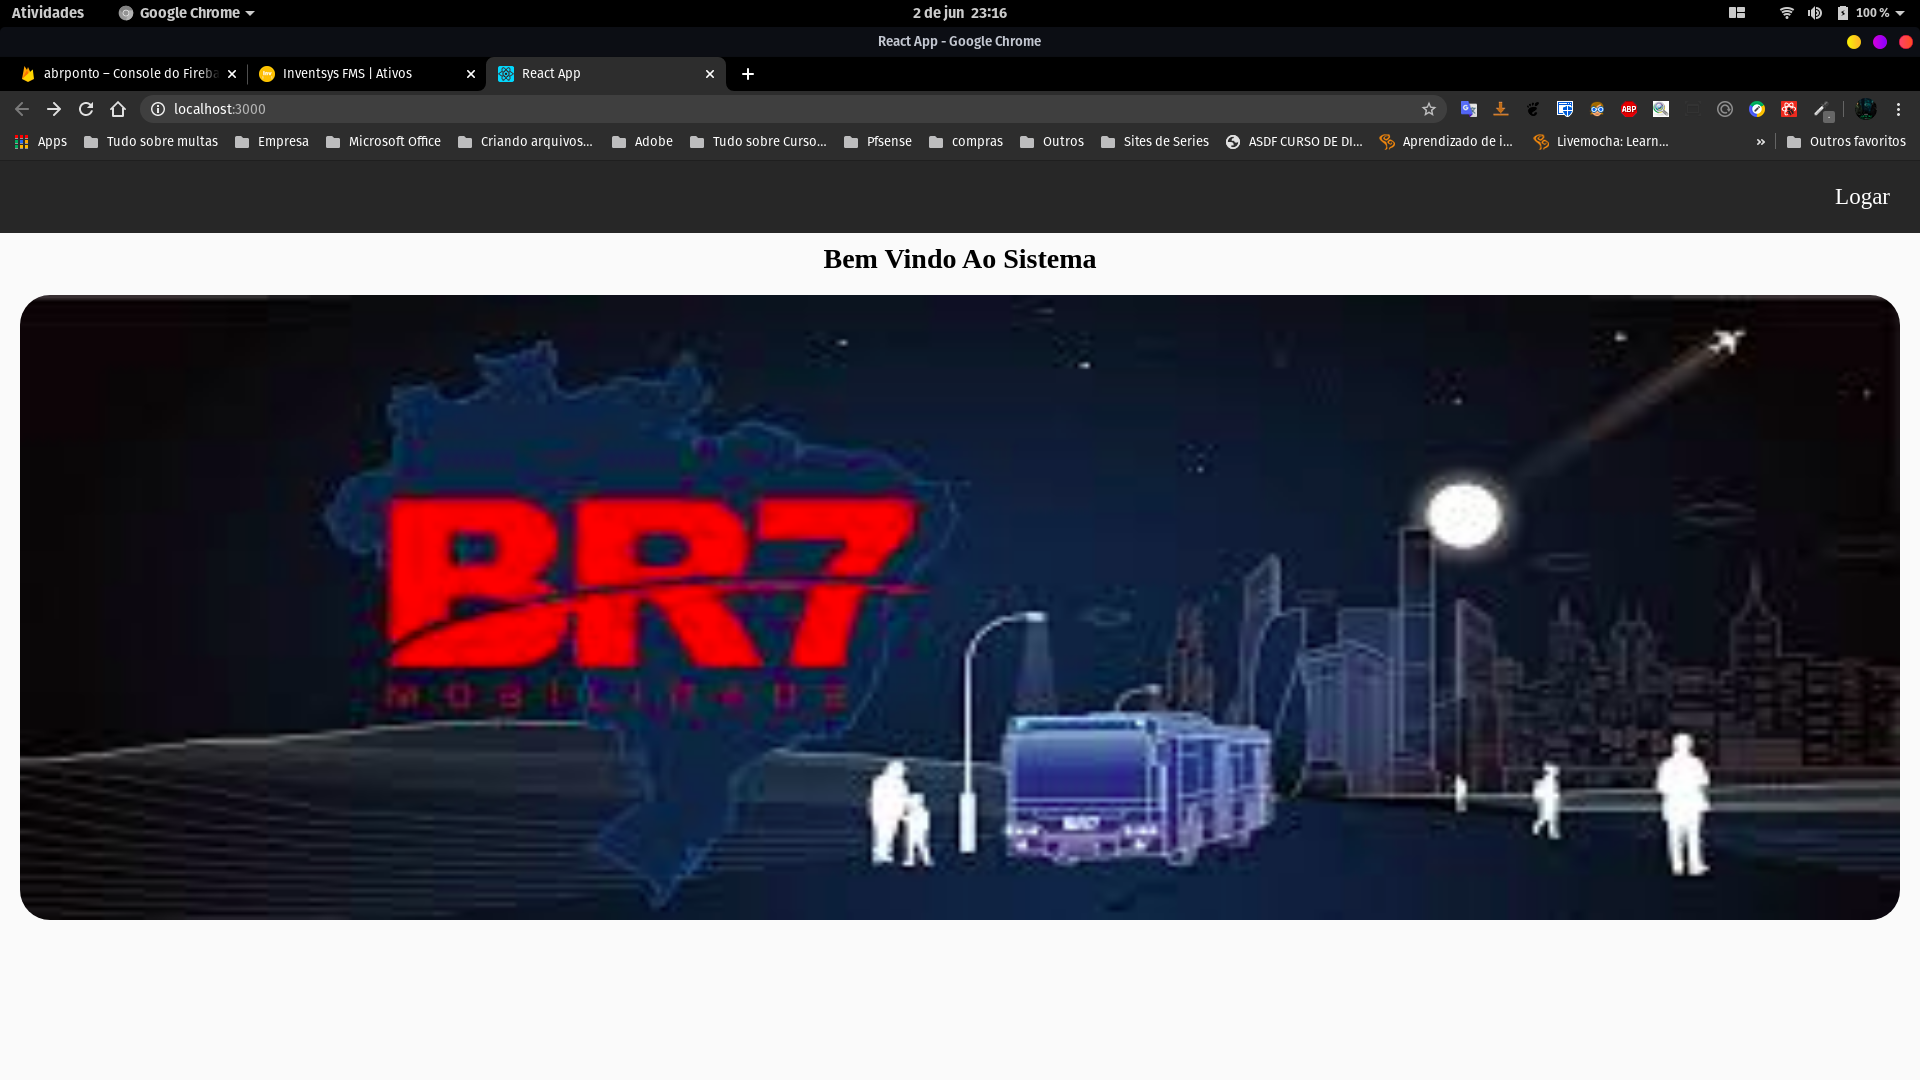 Atividades Google Chrome 2 de jun 23:16 100 %
React App - Google Chrome
abrponto – Console do Fireba Inventsys FMS | Ativos React App
localhost:3000
Apps Tudo sobre multas Empresa Microsoft Office Criando arquivos... Adobe Tudo sobre Curso... Pfsense compras Outros Sites de Series ASDF CURSO DE DI... Aprendizado de i... Livemocha: Learn... » Outros favoritos
Logar
Bem Vindo Ao Sistema
BR7
MOBILIDADE